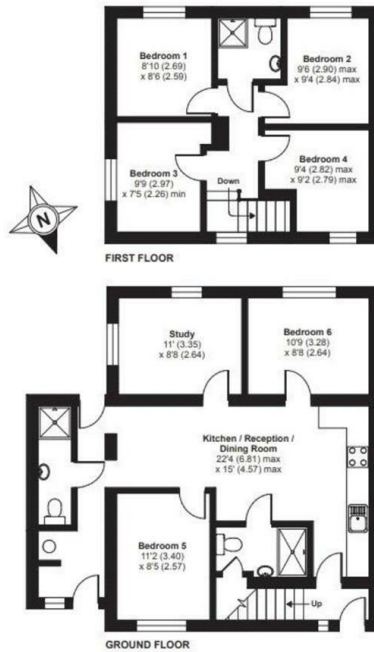 Bedroom 1
8'10 (2.69)
x 8'6 (2.59)
Bedroom 2
9'6 (2.90) max
x 9'4 (2.84) max
Bedroom 3
9'9 (2.97)
x 7'5 (2.26) min
Bedroom 4
9'4 (2.82) max
x 9'2 (2.79) max
Down
N
FIRST FLOOR
Study
11' (3.35)
x 8'8 (2.64)
Bedroom 6
10'9 (3.28)
x 8'8 (2.64)
Kitchen / Reception /
Dining Room
22'4 (6.81) max
x 15' (4.57) max
Bedroom 5
11'2 (3.40)
x 8'5 (2.57)
Up
GROUND FLOOR